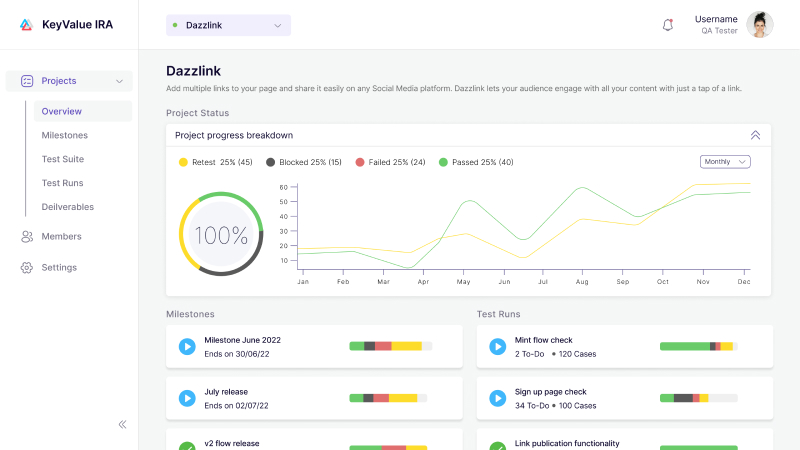 KeyValue IRA
Dazzlink
Username
QA Tester
Projects
Overview
Milestones
Test Suite
Test Runs
Deliverables
Members
Settings
Dazzlink
Add multiple links to your page and share it easily on any Social Media platform. Dazzlink lets your audience engage with all your content with just a tap of a link.
Project Status
Project progress breakdown
Retest 25% (45) Blocked 25% (15) Failed 25% (24) Passed 25% (40)
Monthly
100%
60
50
40
30
20
10
Jan Feb Mar Apr May Jun Jul Aug Sep Oct Nov Dec
Milestones
Milestone June 2022
Ends on 30/06/22
July release
Ends on 02/07/22
v2 flow release
Test Runs
Mint flow check
2 To-Do • 120 Cases
Sign up page check
34 To-Do • 100 Cases
Link publication functionality